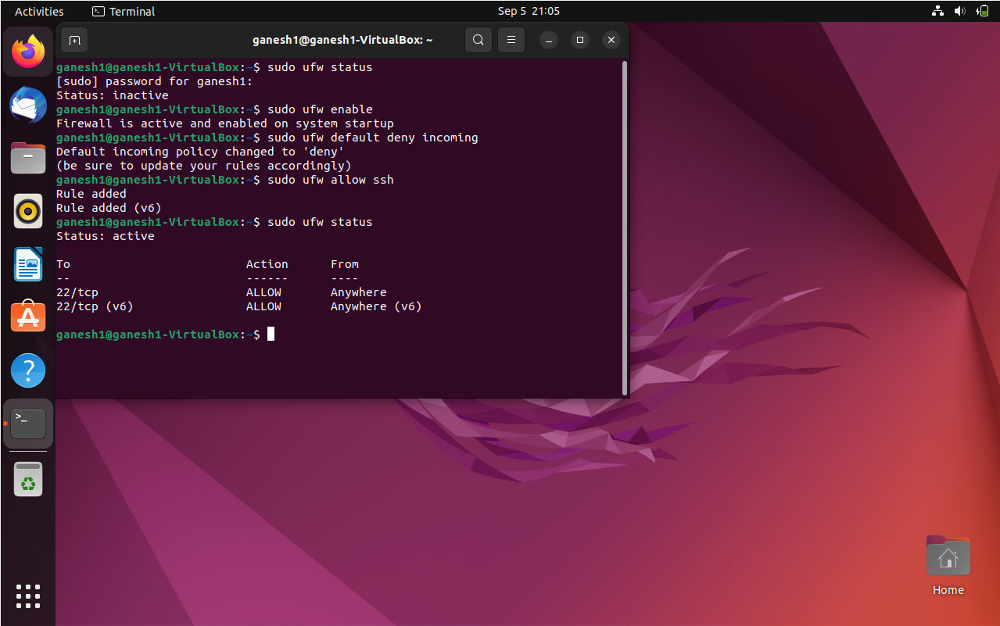 Activities Terminal Sep 5 21:05
ganesh1@ganesh1-VirtualBox: ~
ganesh1@ganesh1-VirtualBox:~$ sudo ufw status
[sudo] password for ganesh1:
Status: inactive
ganesh1@ganesh1-VirtualBox:~$ sudo ufw enable
Firewall is active and enabled on system startup
ganesh1@ganesh1-VirtualBox:~$ sudo ufw default deny incoming
Default incoming policy changed to 'deny'
(be sure to update your rules accordingly)
ganesh1@ganesh1-VirtualBox:~$ sudo ufw allow ssh
Rule added
Rule added (v6)
ganesh1@ganesh1-VirtualBox:~$ sudo ufw status
Status: active
To                         Action      From
--                         ------      ----
22/tcp                     ALLOW       Anywhere
22/tcp (v6)                ALLOW       Anywhere (v6)
ganesh1@ganesh1-VirtualBox:~$
Home